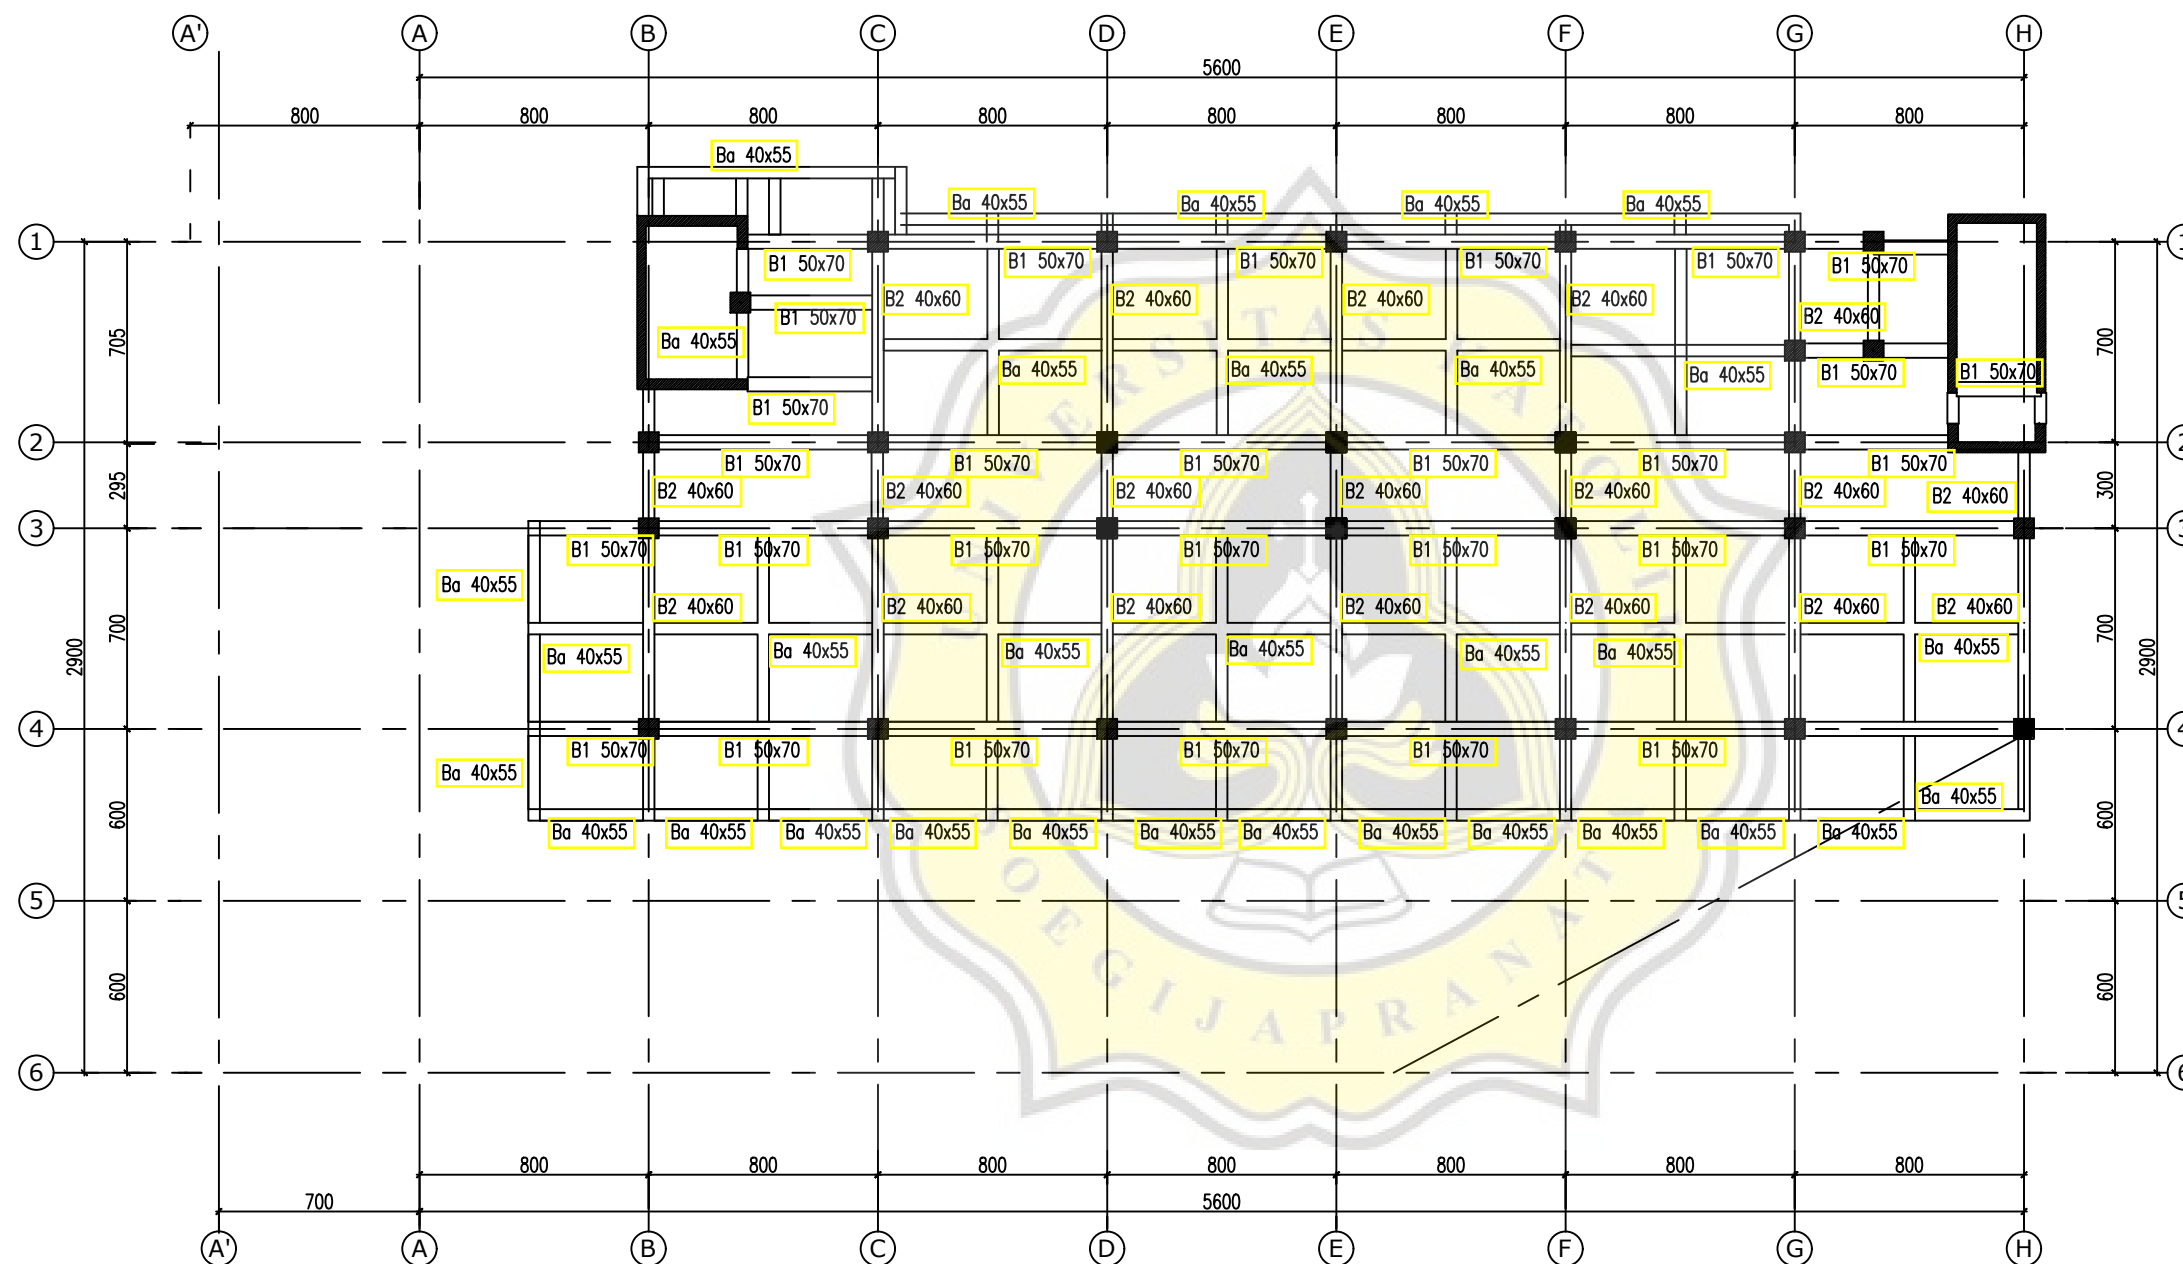 A' A B C D E F G H
5600
800 800 800 800 800 800 800 800
Ba 40x55
Ba 40x55 Ba 40x55 Ba 40x55 Ba 40x55
1 1
B1 50x70 B1 50x70 B1 50x70 B1 50x70 B1 50x70 B1 50x70
B2 40x60 B2 40x60 B2 40x60 B2 40x60
B1 50x70 B2 40x60
705 Ba 40x55 700
Ba 40x55 Ba 40x55 Ba 40x55 Ba 40x55 B1 50x70 B1 50x70
B1 50x70
2 2
B1 50x70 B1 50x70 B1 50x70 B1 50x70 B1 50x70 B1 50x70
295 B2 40x60 B2 40x60 B2 40x60 B2 40x60 B2 40x60 B2 40x60 B2 40x60 300
3 3
B1 50x70 B1 50x70 B1 50x70 B1 50x70 B1 50x70 B1 50x70 B1 50x70
Ba 40x55
B2 40x60 B2 40x60 B2 40x60 B2 40x60 B2 40x60 B2 40x60 B2 40x60
700 700
2900 2900
Ba 40x55 Ba 40x55 Ba 40x55 Ba 40x55 Ba 40x55 Ba 40x55 Ba 40x55
4 4
B1 50x70 B1 50x70 B1 50x70 B1 50x70 B1 50x70 B1 50x70
Ba 40x55
Ba 40x55
600 600
Ba 40x55 Ba 40x55 Ba 40x55 Ba 40x55 Ba 40x55 Ba 40x55 Ba 40x55 Ba 40x55 Ba 40x55 Ba 40x55 Ba 40x55 Ba 40x55
5 5
600 600
6 6
UNIVERSITAS KATOLIK
SOEGIJAPRANATA
800 800 800 800 800 800 800
700 5600
A' A B C D E F G H